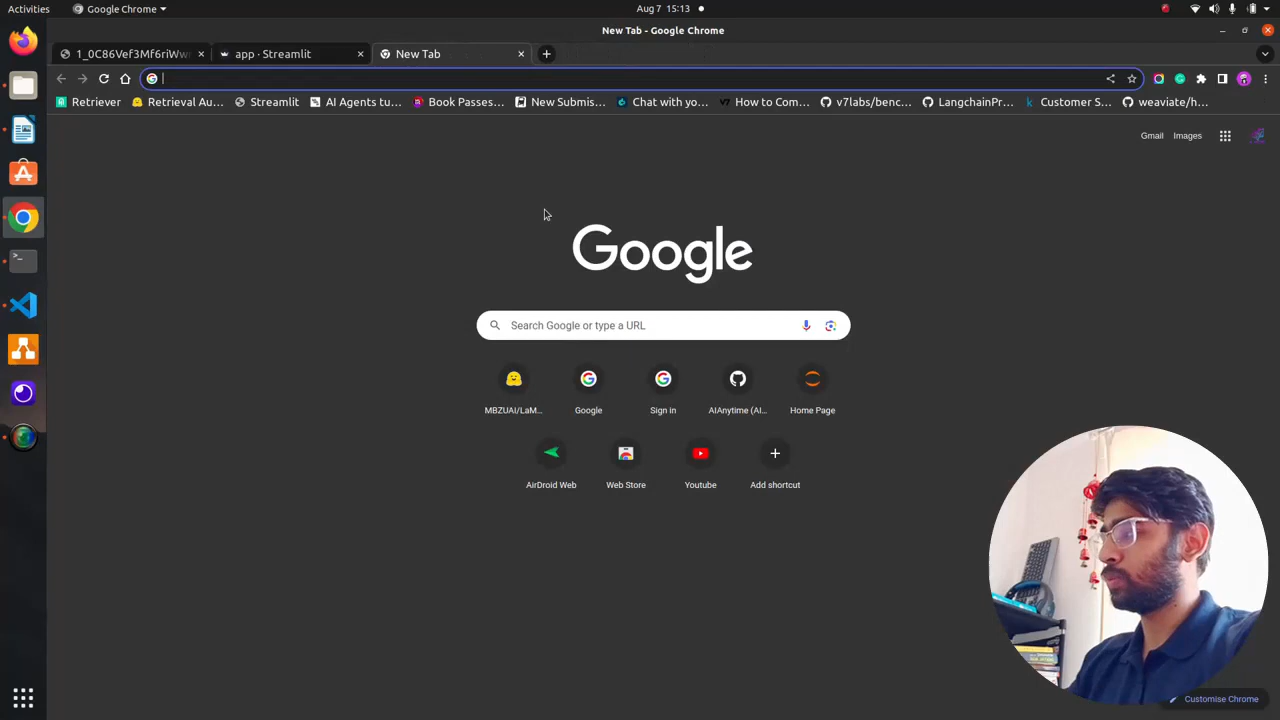 Activities
Google Chrome
Aug 7 15:13
New Tab - Google Chrome
1_0C86Vef3Mf6riWw
app · Streamlit
New Tab
Retriever
Retrieval Au...
Streamlit
AI Agents tu...
Book Passes...
New Submis...
Chat with yo...
How to Com...
v7labs/benc...
LangchainPr...
Customer S...
weaviate/h...
Gmail
Images
Google
Search Google or type a URL
MBZUAI/LaM...
Google
Sign in
AIAnytime (AI...
Home Page
AirDroid Web
Web Store
Youtube
Add shortcut
Customise Chrome